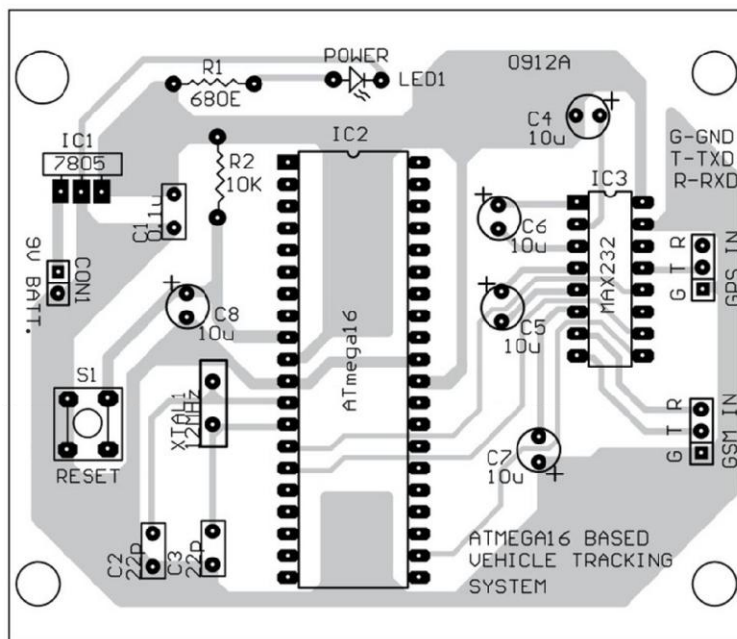 POWER
LED1
0912A
R1
680E
IC1
7805
R2
10K
IC2
C4
10u
G-GND
T-TXD
R-RXD
IC3
C1
0.1u
C6
10u
MAX232
R
T
G
GPS IN
9V BATT.
CON1
C8
10u
C5
10u
ATmega16
S1
RESET
XTAL1
12MHz
R
T
G
GSM IN
C7
10u
C2
22P
C3
22P
ATMEGA16 BASED
VEHICLE TRACKING
SYSTEM